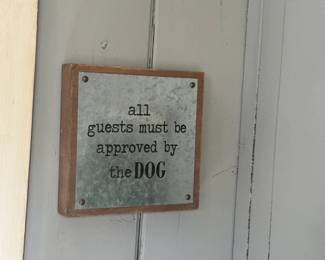 all
guests must be
approved by
the DOG